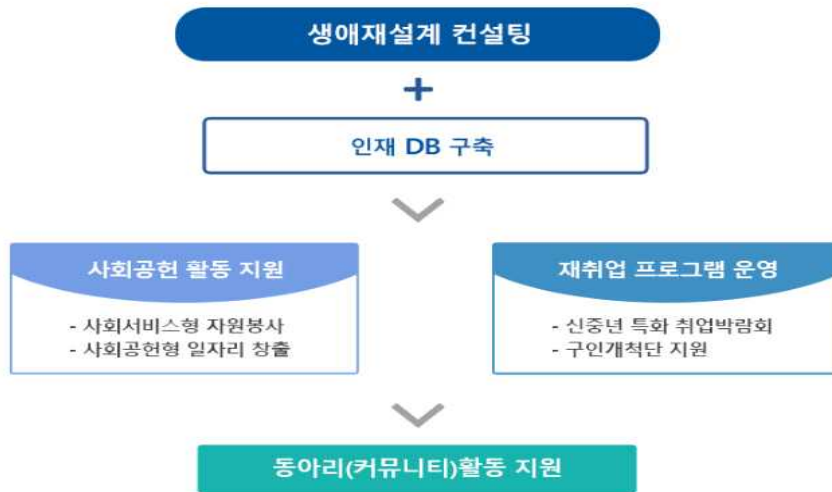 생애재설계 컨설팅
+
인재 DB 구축
사회공헌 활동 지원
- 사회서비스형 자원봉사
- 사회공헌형 일자리 창출
재취업 프로그램 운영
- 신중년 특화 취업박람회
- 구인개척단 지원
동아리(커뮤니티)활동 지원